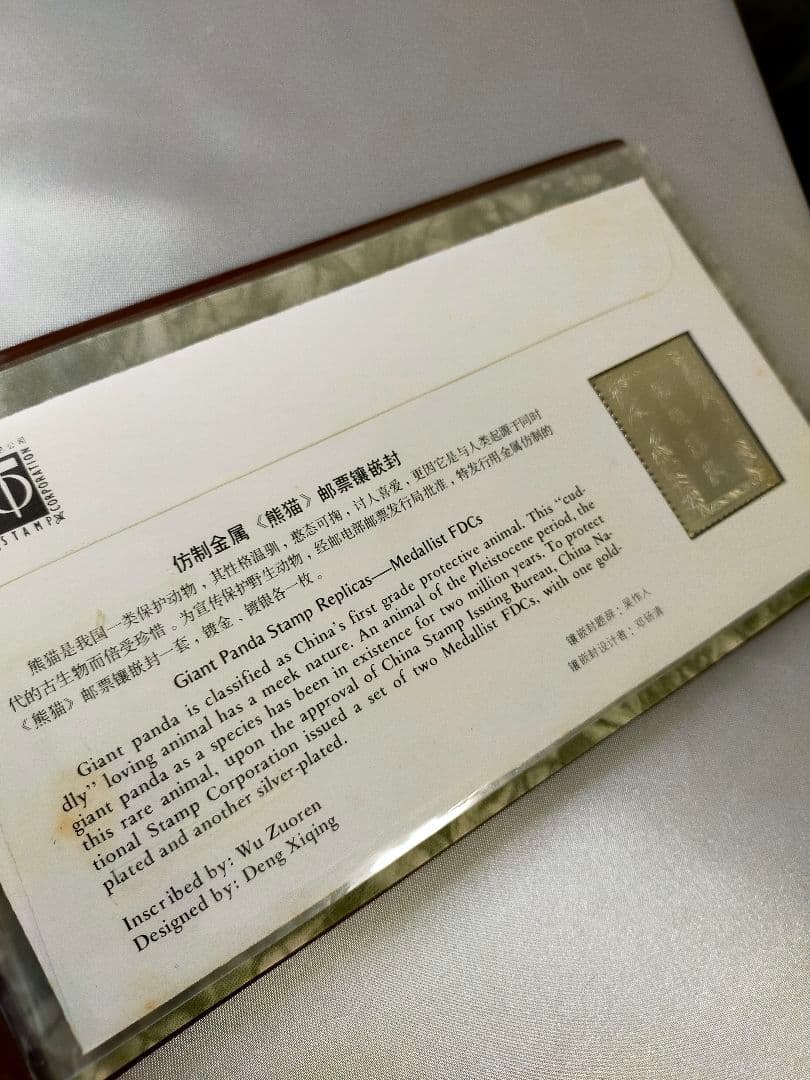 公司
STAMP
CORPORATION
仿制金属《熊猫》邮票镶嵌封
熊猫是我国一类保护动物，其性格温驯，憨态可掬，讨人喜爱，更因它是与人类起源于同时
代的古生物而倍受珍惜。为宣传保护野生动物，经邮电部邮票发行局批准，特发行用金属仿制的
《熊猫》邮票镶嵌封一套，镀金、镀银各一枚。
Giant Panda Stamp Replicas—Medallist FDCs
Giant panda is classified as China's first grade protective animal. This "cud-
dly" loving animal has a meek nature. An animal of the Pleistocene period, the
giant panda as a species has been in existence for two million years. To protect
this rare animal, upon the approval of China Stamp Issuing Bureau, China Na-
tional Stamp Corporation issued a set of two Medallist FDCs, with one gold-
plated and another silver-plated.
Inscribed by: Wu Zuoren
Designed by: Deng Xiqing
镶嵌封题辞：吴作人
镶嵌封设计者：邓锡清